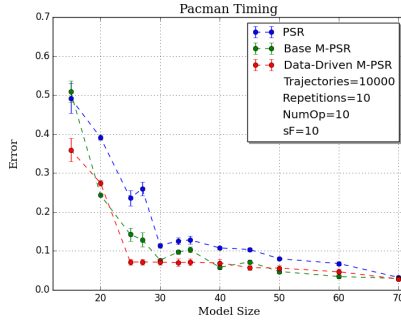 Pacman Timing
0.7
0.6
0.5
0.4
0.3
0.2
0.1
0.0
Error
PSR
Base M-PSR
Data-Driven M-PSR
Trajectories=10000
Repetitions=10
NumOp=10
sF=10
20
30
40
50
60
70
Model Size